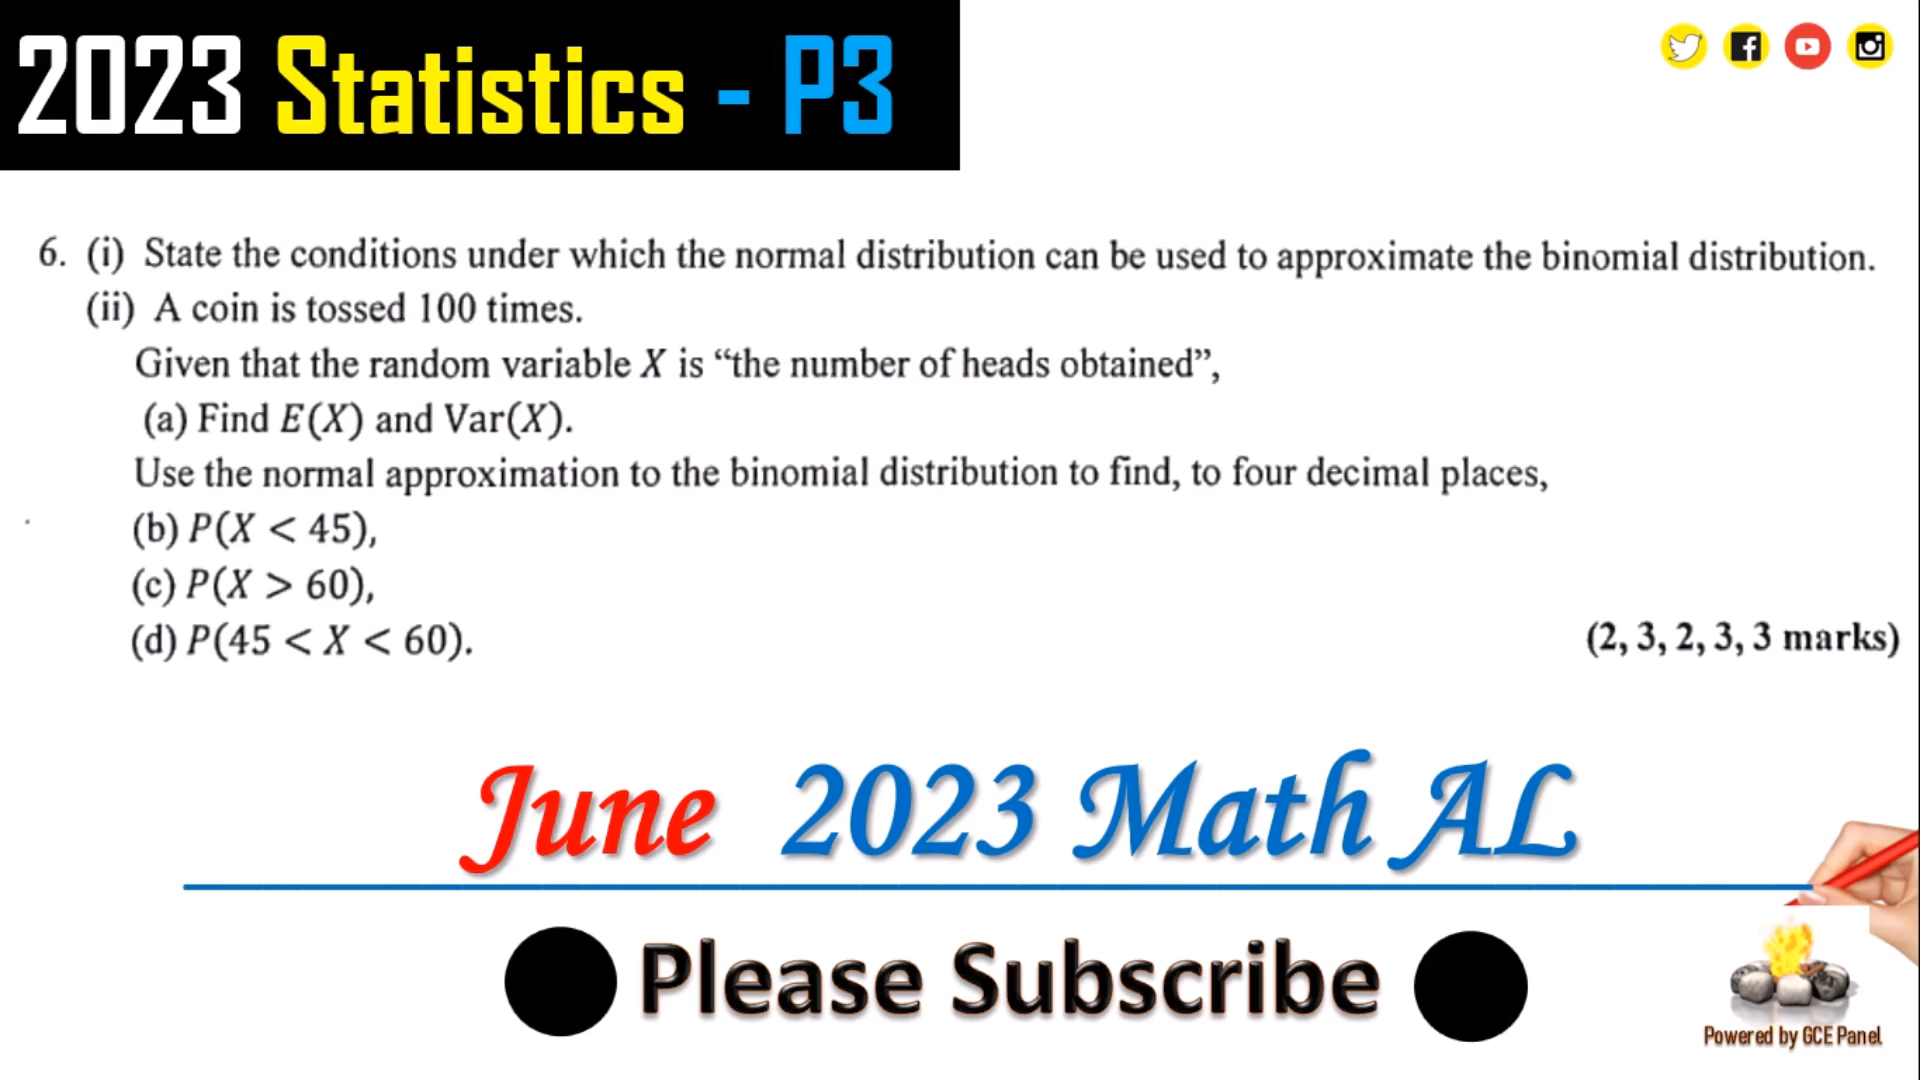 2023 Statistics - P3
6. (i) State the conditions under which the normal distribution can be used to approximate the binomial distribution.
(ii) A coin is tossed 100 times.
Given that the random variable X is “the number of heads obtained”,
(a) Find E(X) and Var(X).
Use the normal approximation to the binomial distribution to find, to four decimal places,
(b) P(X < 45),
(c) P(X > 60),
(d) P(45 < X < 60).
(2, 3, 2, 3, 3 marks)
June 2023 Math AL
Please Subscribe
Powered by GCE Panel